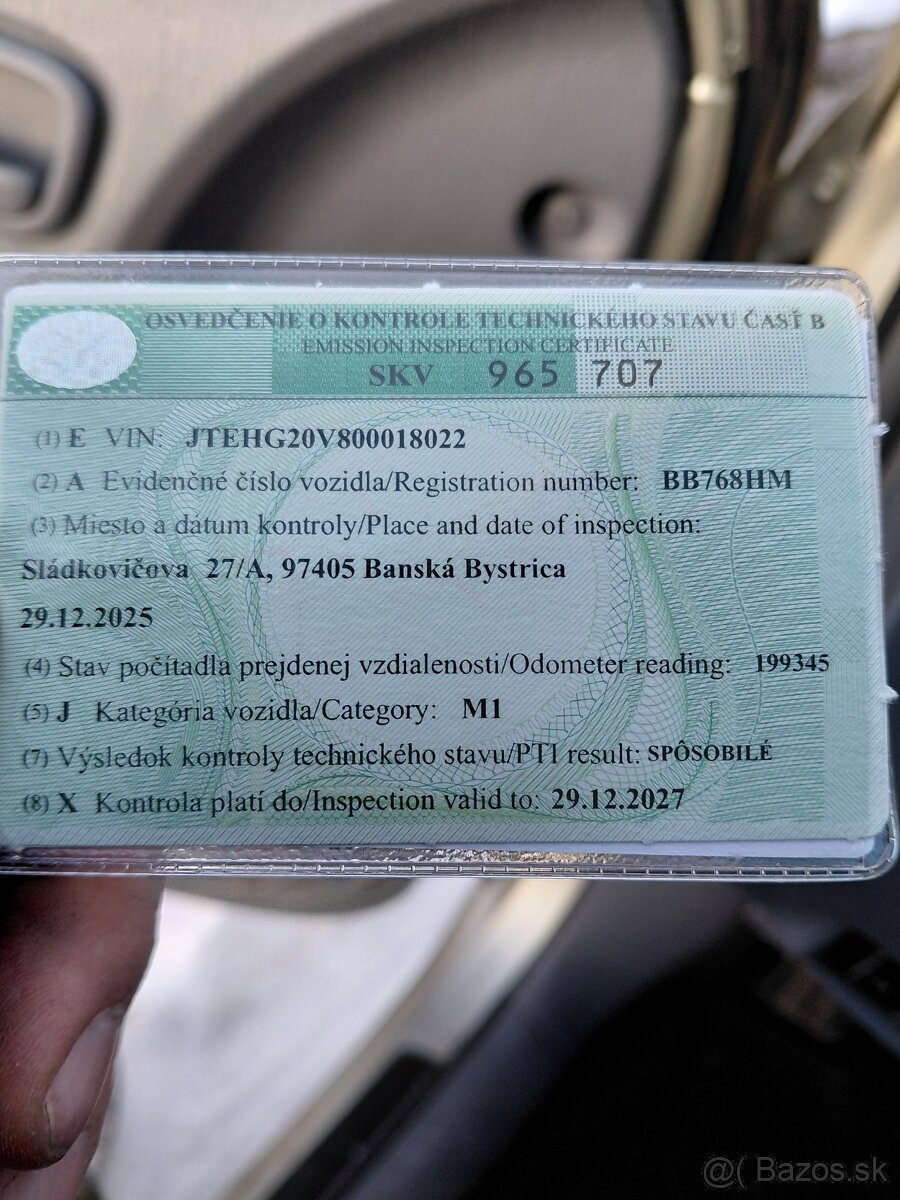 OSVEDČENIE O KONTROLE TECHNICKÉHO STAVU ČASŤ B
EMISSION INSPECTION CERTIFICATE
SKV 965 707
(1) E VIN: JTEHG20V800018022
(2) A Evidenčné číslo vozidla/Registration number: BB768HM
(3) Miesto a dátum kontroly/Place and date of inspection:
Sládkovičova 27/A, 97405 Banská Bystrica
29.12.2025
(4) Stav počítadla prejdenej vzdialenosti/Odometer reading: 199345
(5) J Kategória vozidla/Category: M1
(7) Výsledok kontroly technického stavu/PTI result: SPÔSOBILÉ
(8) X Kontrola platí do/Inspection valid to: 29.12.2027
@( Bazos.sk